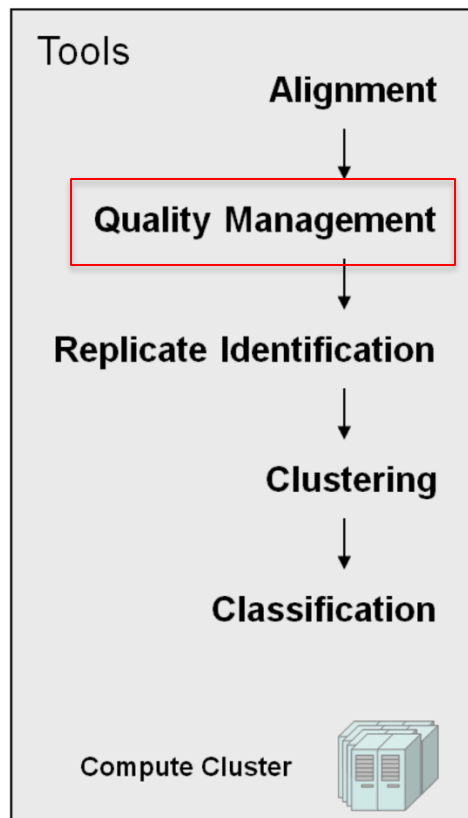 Tools
Alignment
Quality Management
Replicate Identification
Clustering
Classification
Compute Cluster